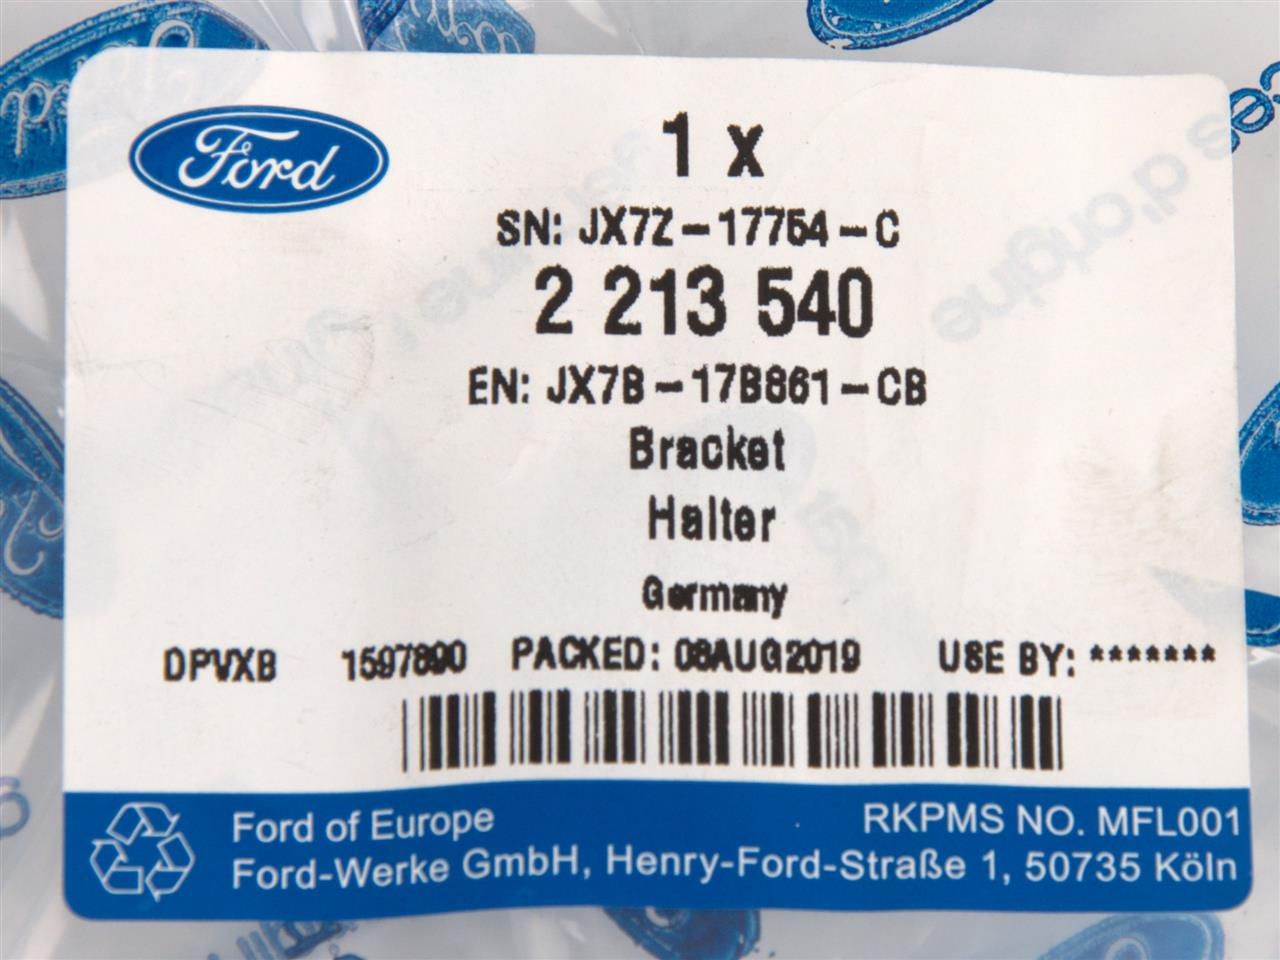 Ford
1 x
SN: JX7Z-17754-C
2 213 540
EN: JX7B-17B861-CB
Bracket
Halter
Germany
DPVXB 1597890 PACKED: 08AUG2019 USE BY: *******
Ford of Europe RKPMS NO. MFL001
Ford-Werke GmbH, Henry-Ford-Straße 1, 50735 Köln